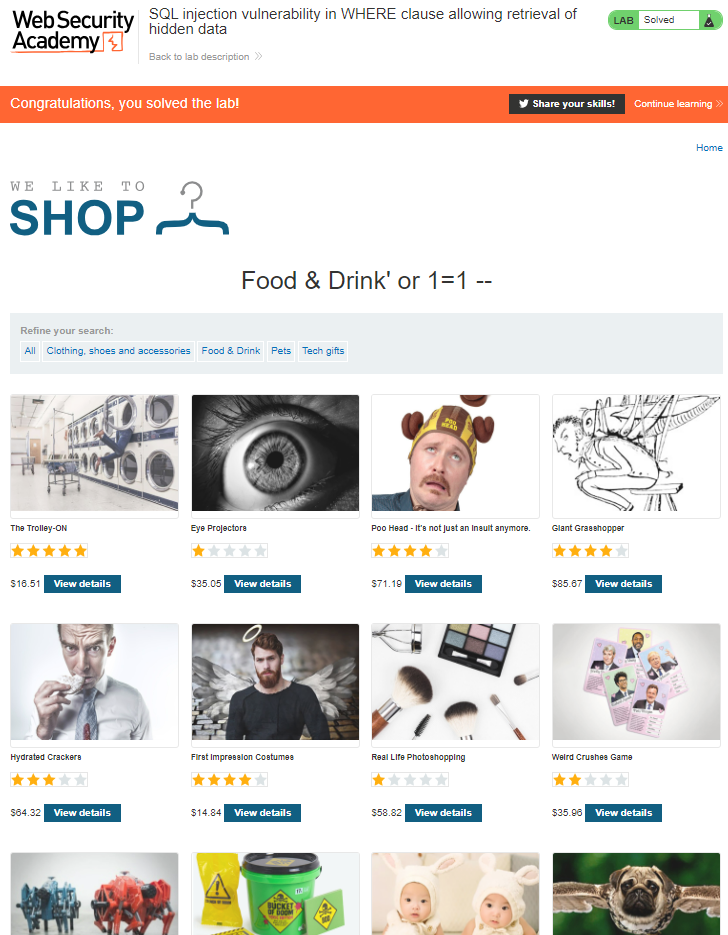 Web Security
Academy
SQL injection vulnerability in WHERE clause allowing retrieval of
hidden data
Back to lab description
LAB Solved
Congratulations, you solved the lab!
Share your skills! Continue learning
Home
WE LIKE TO
SHOP
Food & Drink' or 1=1 --
Refine your search:
All Clothing, shoes and accessories Food & Drink Pets Tech gifts
POO
HEAD
The Trolley-ON Eye Projectors Poo Head - It's not just an insult anymore. Giant Grasshopper
$16.51 View details $35.05 View details $71.19 View details $85.67 View details
Hydrated Crackers First Impression Costumes Real Life Photoshopping Weird Crushes Game
$64.32 View details $14.84 View details $58.82 View details $35.96 View details
BUCKET
OF DOOM